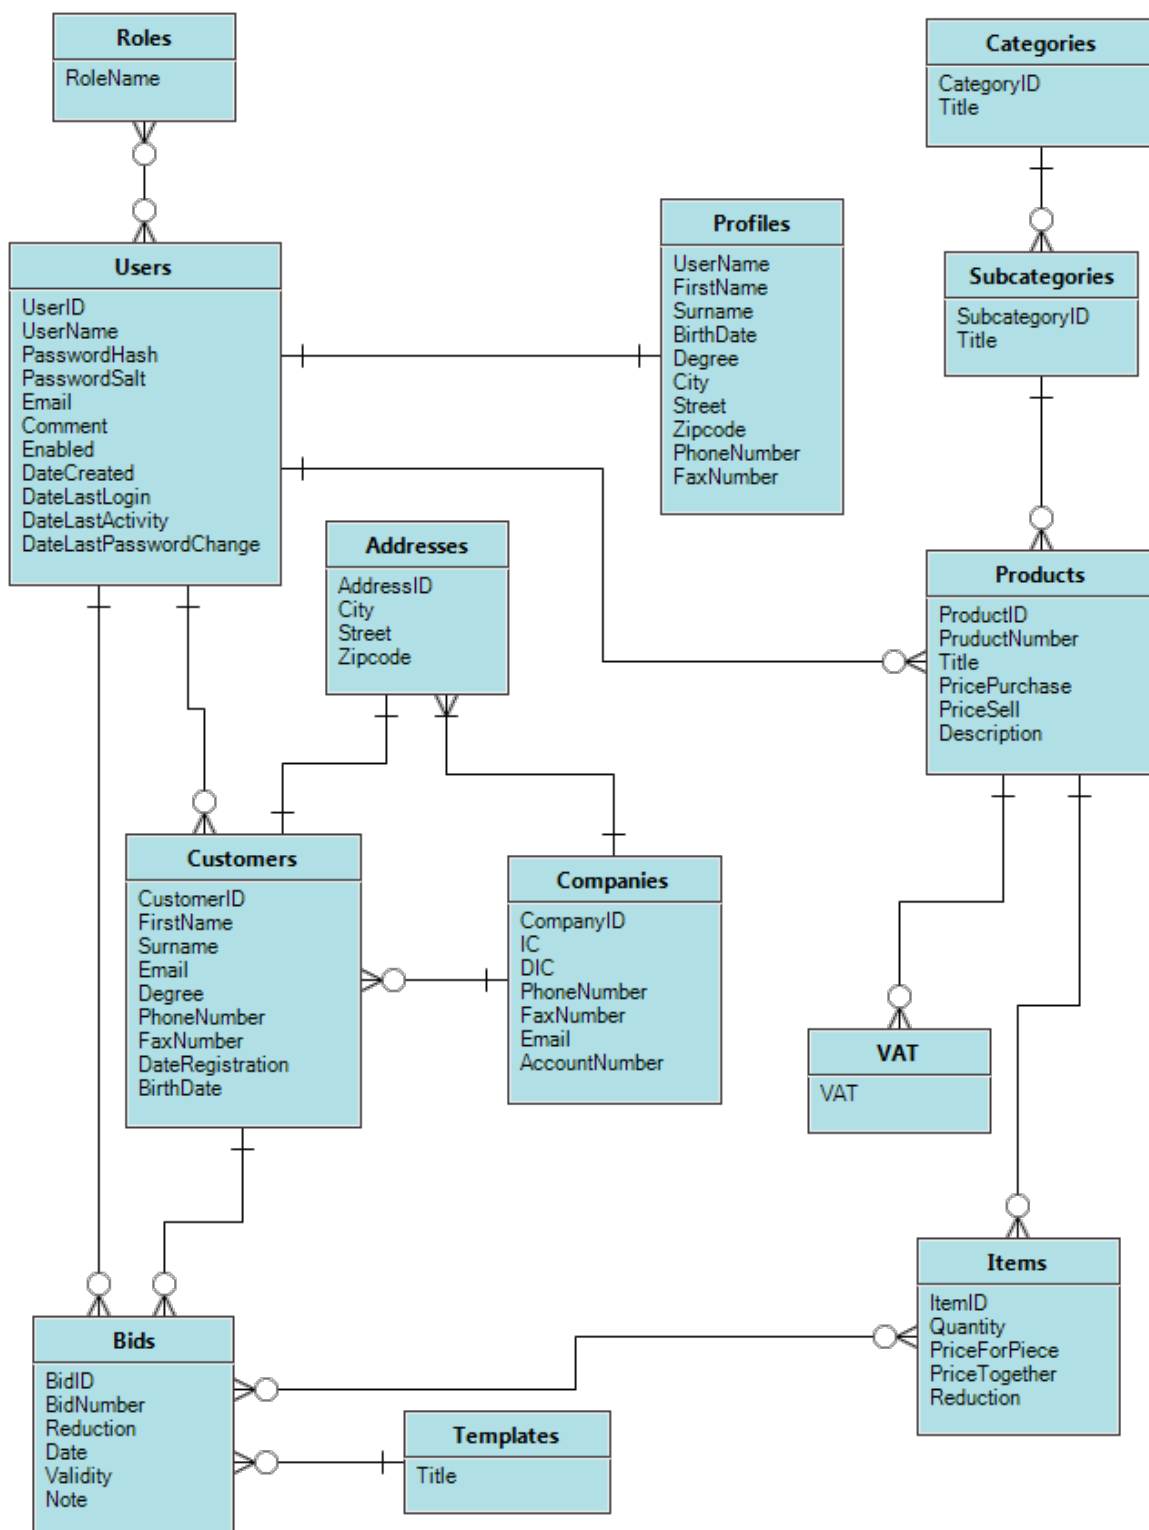 Roles
RoleName
Categories
CategoryID
Title
Users
UserID
UserName
PasswordHash
PasswordSalt
Email
Comment
Enabled
DateCreated
DateLastLogin
DateLastActivity
DateLastPasswordChange
Profiles
UserName
FirstName
Surname
BirthDate
Degree
City
Street
Zipcode
PhoneNumber
FaxNumber
Subcategories
SubcategoryID
Title
Addresses
AddressID
City
Street
Zipcode
Products
ProductID
PruductNumber
Title
PricePurchase
PriceSell
Description
Customers
CustomerID
FirstName
Surname
Email
Degree
PhoneNumber
FaxNumber
DateRegistration
BirthDate
Companies
CompanyID
IC
DIC
PhoneNumber
FaxNumber
Email
AccountNumber
VAT
VAT
Items
ItemID
Quantity
PriceForPiece
PriceTogether
Reduction
Bids
BidID
BidNumber
Reduction
Date
Validity
Note
Templates
Title